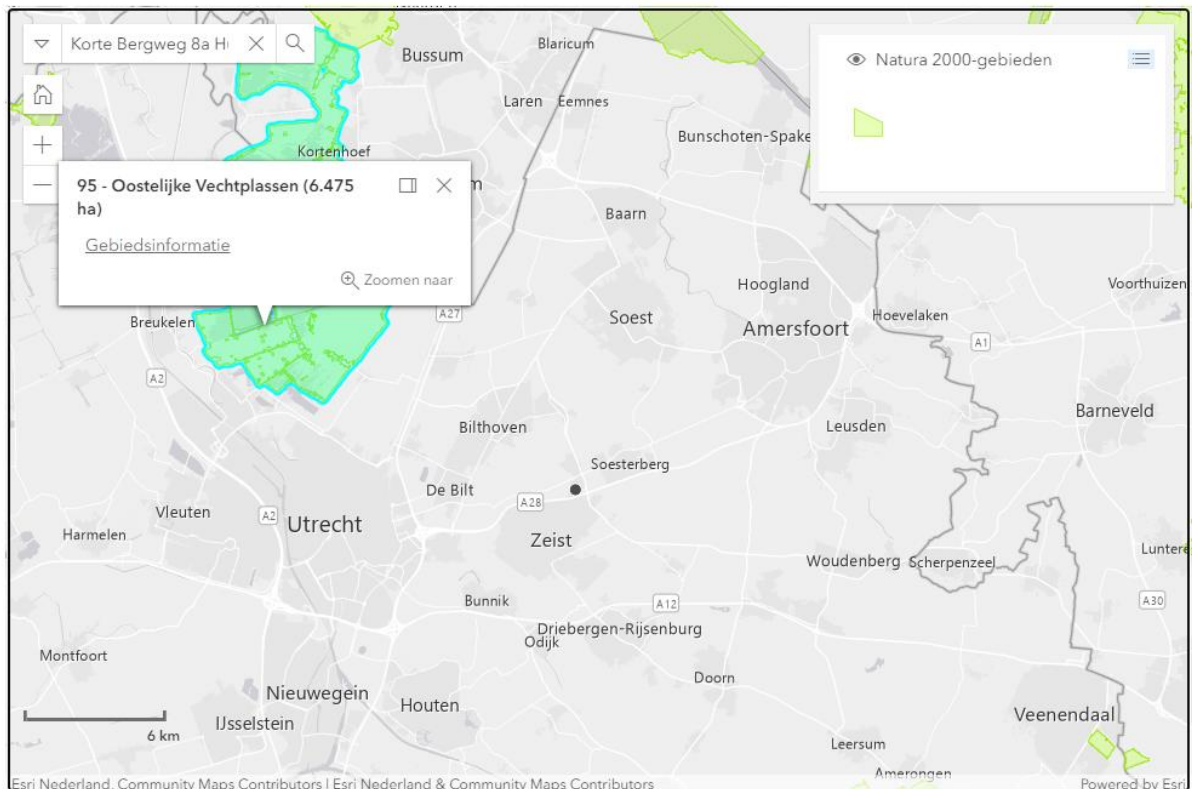 Korte Bergweg 8a H
Natura 2000-gebieden
95 - Oostelijke Vechtplassen (6.475
ha)
Gebiedsinformatie
Zoomen naar
Bussum
Blaricum
Laren
Eemnes
Bunschoten-Spake
Kortenhoef
m
Baarn
Hoogland
Voorthuizen
Breukelen
A27
Soest
Amersfoort
Hoevelaken
A1
A2
Barneveld
Bilthoven
Leusden
Soesterberg
De Bilt
A28
Vleuten
A2
Utrecht
Harmelen
Zeist
Woudenberg
Scherpenzeel
Luntere
Bunnik
A12
A30
Driebergen-Rijsenburg
Odijk
Montfoort
Doorn
Nieuwegein
Houten
IJsselstein
Veenendaal
6 km
Leersum
Amerongen
Esri Nederland, Community Maps Contributors | Esri Nederland & Community Maps Contributors
Powered by Esri